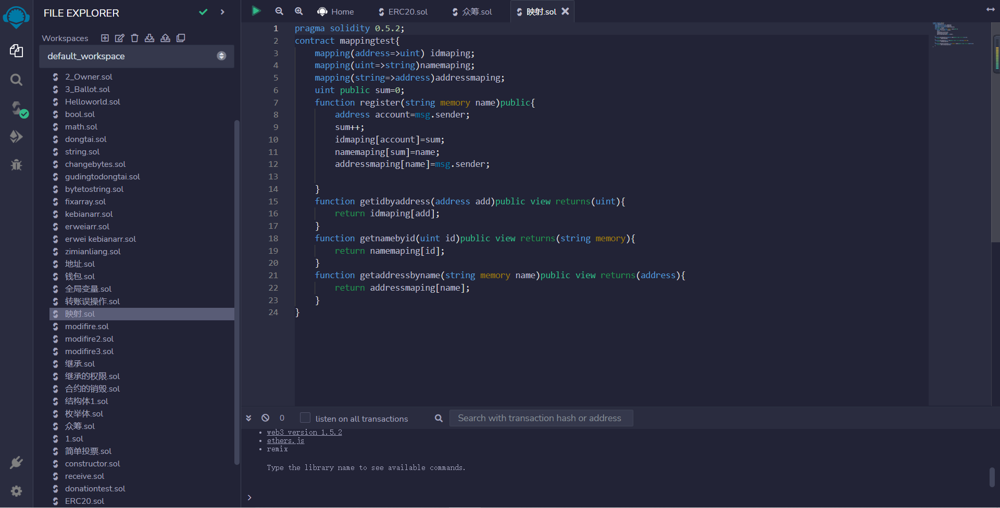 FILE EXPLORER
Workspaces
default_workspace
2_Owner.sol
3_Ballot.sol
Helloworld.sol
bool.sol
math.sol
dongtai.sol
string.sol
changebytes.sol
gudingtodongtai.sol
bytetostring.sol
fixarray.sol
kebianarr.sol
erweiarr.sol
erwei kebianarr.sol
zimianliang.sol
地址.sol
钱包.sol
全局变量.sol
转账误操作.sol
映射.sol
modifire.sol
modifire2.sol
modifire3.sol
继承.sol
继承的权限.sol
合约的销毁.sol
结构体1.sol
枚举体.sol
众筹.sol
1.sol
简单投票.sol
constructor.sol
receive.sol
donationtest.sol
ERC20.sol
Home ERC20.sol 众筹.sol 映射.sol
1 pragma solidity 0.5.2;
2 contract mappingtest{
3 mapping(address=>uint) idmaping;
4 mapping(uint=>string)namemaping;
5 mapping(string=>address)addressmaping;
6 uint public sum=0;
7 function register(string memory name)public{
8 address account=msg.sender;
9 sum++;
10 idmaping[account]=sum;
11 namemaping[sum]=name;
12 addressmaping[name]=msg.sender;
13
14 }
15 function getidbyaddress(address add)public view returns(uint){
16 return idmaping[add];
17 }
18 function getnamebyid(uint id)public view returns(string memory){
19 return namemaping[id];
20 }
21 function getaddressbyname(string memory name)public view returns(address){
22 return addressmaping[name];
23 }
24 }
0 listen on all transactions Search with transaction hash or address
• web3 version 1.5.2
• ethers.js
• remix
Type the library name to see available commands.
>